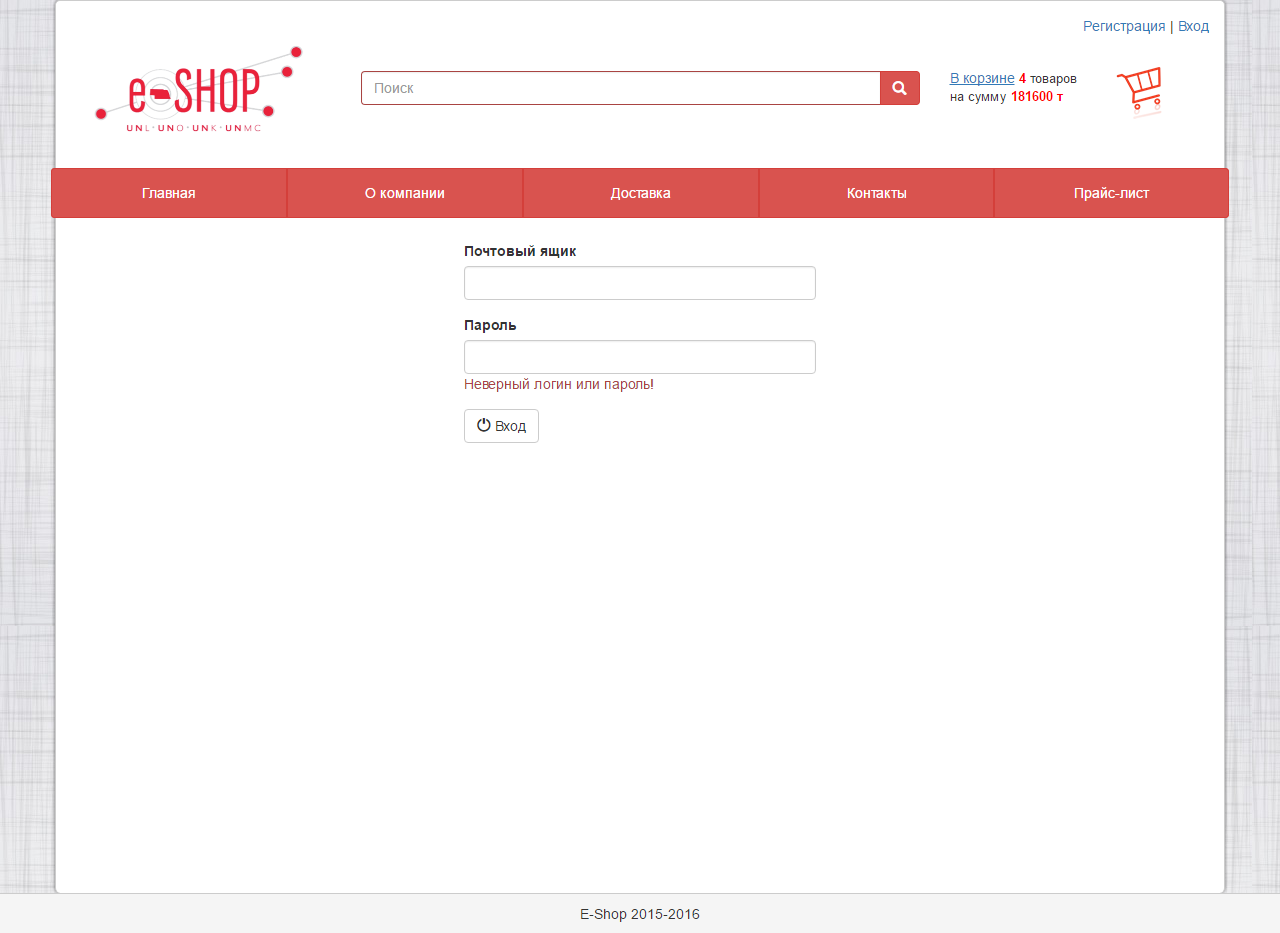 Регистрация | Вход
e-SHOP
UNL·UNO·UNK·UNMC
Поиск
В корзине 4 товаров
на сумму 181600 т
Главная
О компании
Доставка
Контакты
Прайс-лист
Почтовый ящик
Пароль
Неверный логин или пароль!
Вход
E-Shop 2015-2016